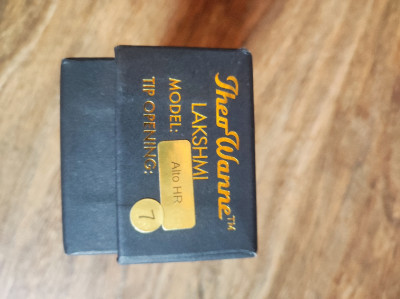 Theo Wanne™
LAKSHMI
MODEL: Alto HR
TIP OPENING: 7